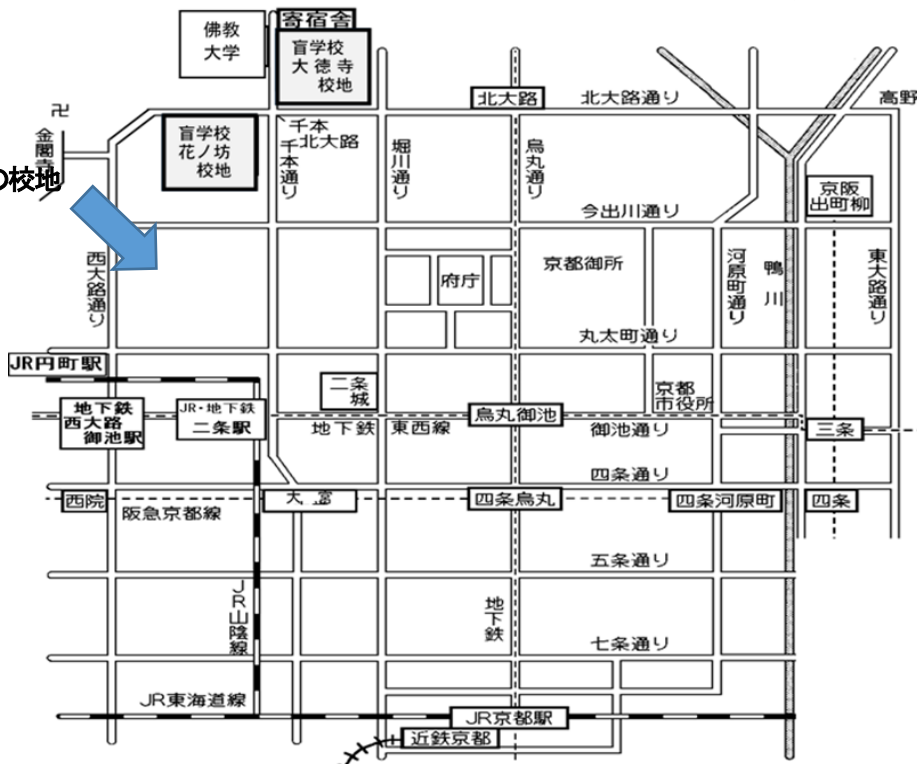 寄宿舎
佛教
大学
盲学校
大徳寺
校地
北大路
北大路通り
高野
卍
金閣寺
盲学校
花ノ坊
校地
千本
北大路
千本通り
堀川通り
烏丸通り
の校地
京阪
出町柳
今出川通り
西大路通り
府庁
京都御所
河原町通り
鴨川
東大路通り
丸太町通り
JR円町駅
二条
城
京都
市役所
地下鉄
西大路
御池駅
JR・地下鉄
二条駅
地下鉄
東西線
烏丸御池
御池通り
三条
四条通り
西院
大宮
四条烏丸
四条河原町
四条
阪急京都線
五条通り
JR山陰線
地下鉄
七条通り
JR東海道線
JR京都駅
近鉄京都